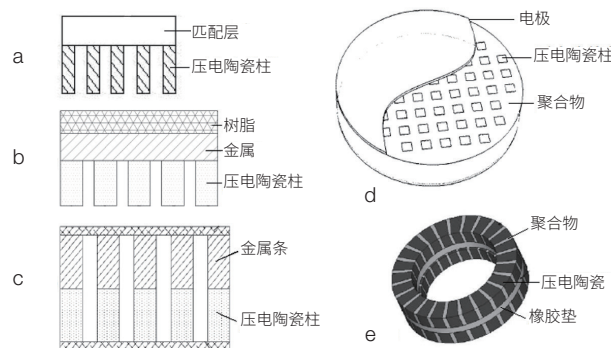 a
匹配层
压电陶瓷柱
b
树脂
金属
压电陶瓷柱
c
金属条
压电陶瓷柱
电极
压电陶瓷柱
聚合物
d
聚合物
压电陶瓷
橡胶垫
e